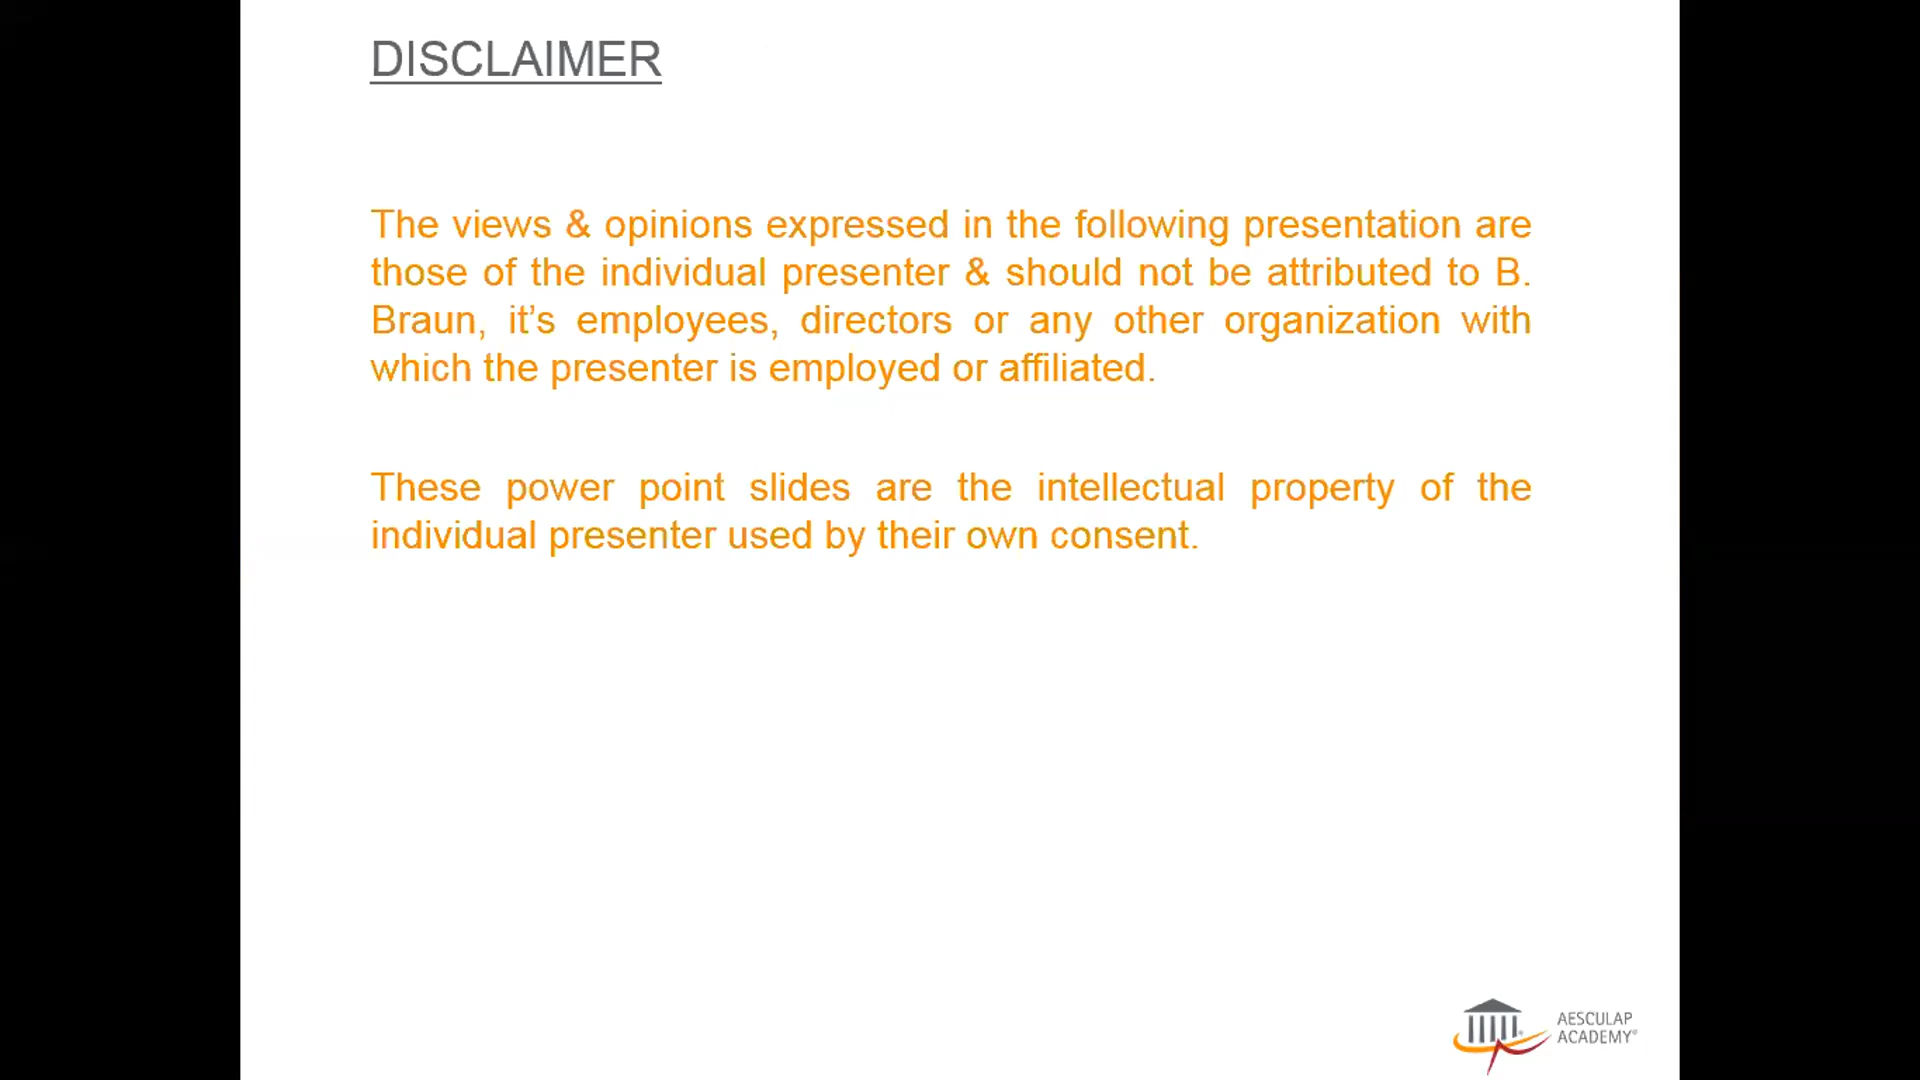 DISCLAIMER
The views & opinions expressed in the following presentation are
those of the individual presenter & should not be attributed to B.
Braun, it’s employees, directors or any other organization with
which the presenter is employed or affiliated.
These power point slides are the intellectual property of the
individual presenter used by their own consent.
AESCULAP
ACADEMY®